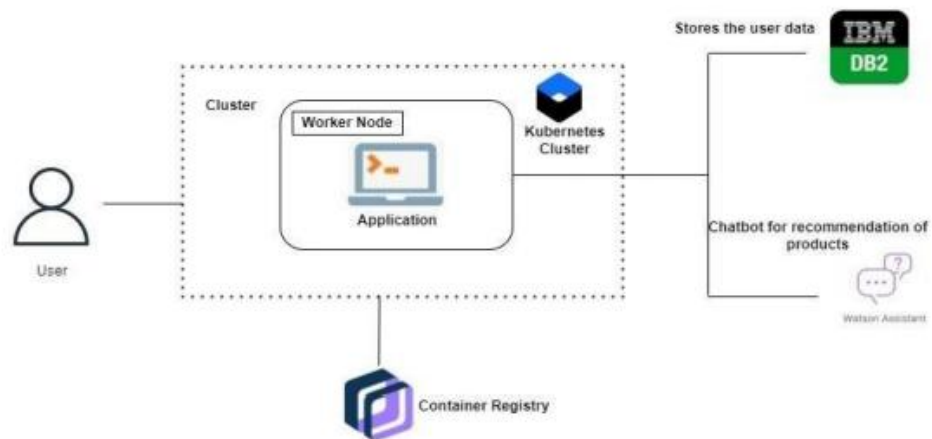 Stores the user data
IBM
DB2
Cluster
Worker Node
Kubernetes
Cluster
Application
User
Chatbot for recommendation of
products
?
Watson Assistant
Container Registry